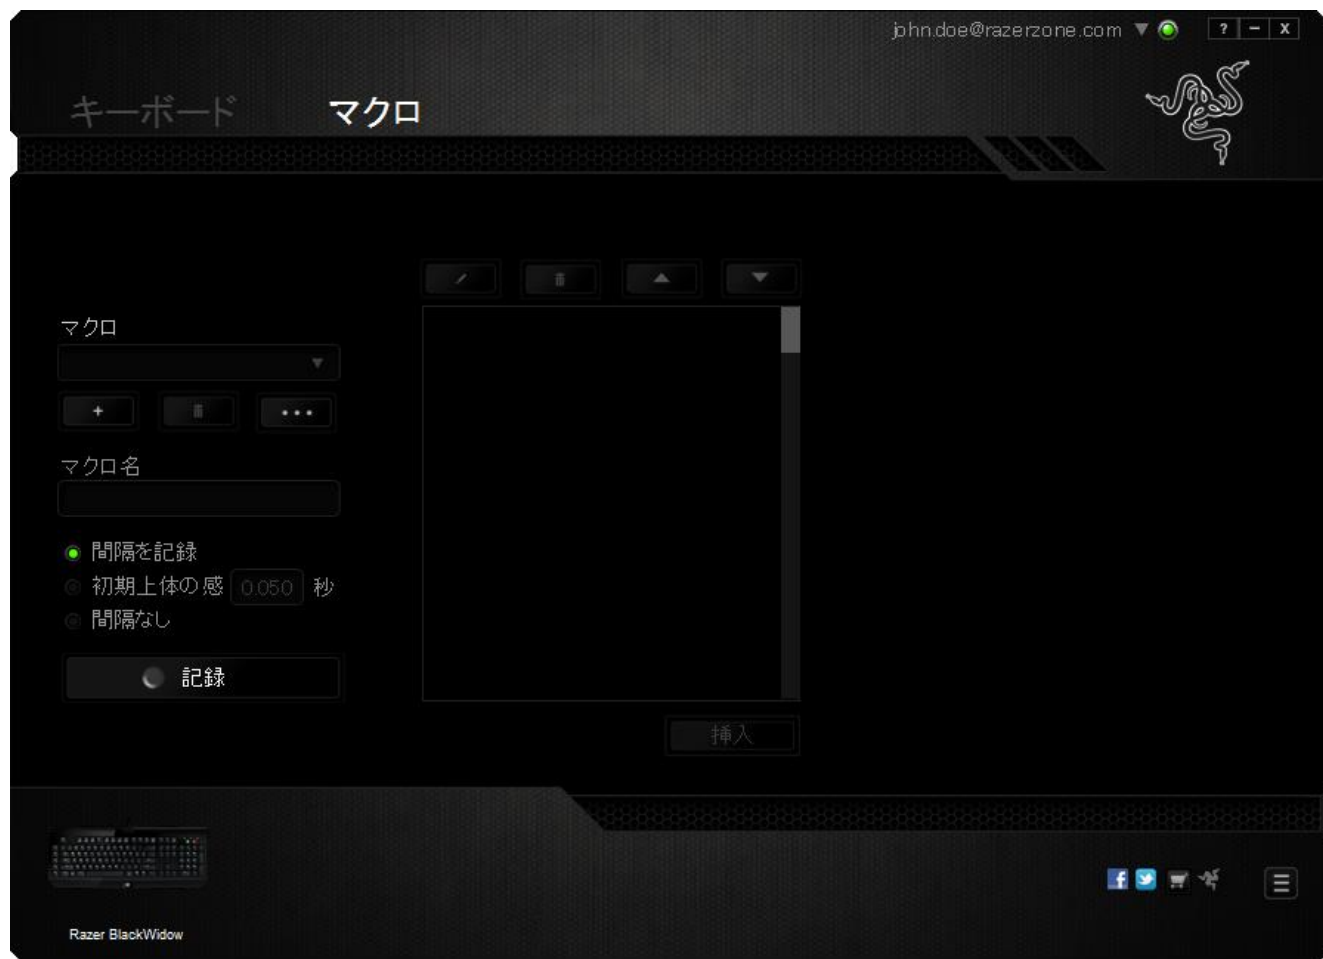 john.doe@razerzone.com
キーボード マクロ
マクロ
マクロ名
間隔を記録
初期上体の感 0.050 秒
間隔なし
記録
挿入
Razer BlackWidow